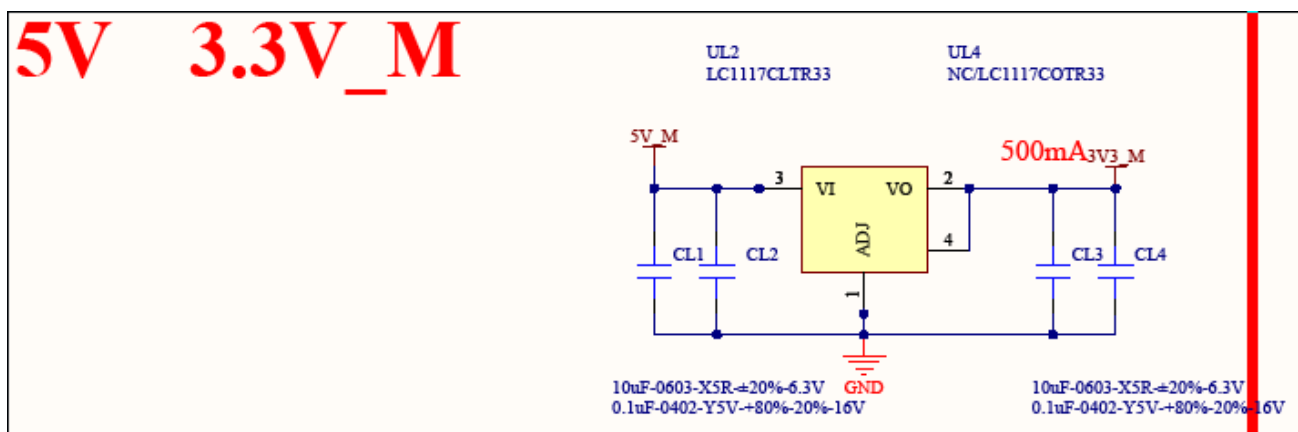 5V 3.3V_M
UL2
LC1117CLTR33
UL4
NC/LC1117COTR33
5V_M
500mA
3V3_M
3
VI
VO
2
ADJ
4
1
CL1
CL2
CL3
CL4
GND
10uF-0603-X5R-±20%-6.3V
0.1uF-0402-Y5V-+80%-20%-16V
10uF-0603-X5R-±20%-6.3V
0.1uF-0402-Y5V-+80%-20%-16V